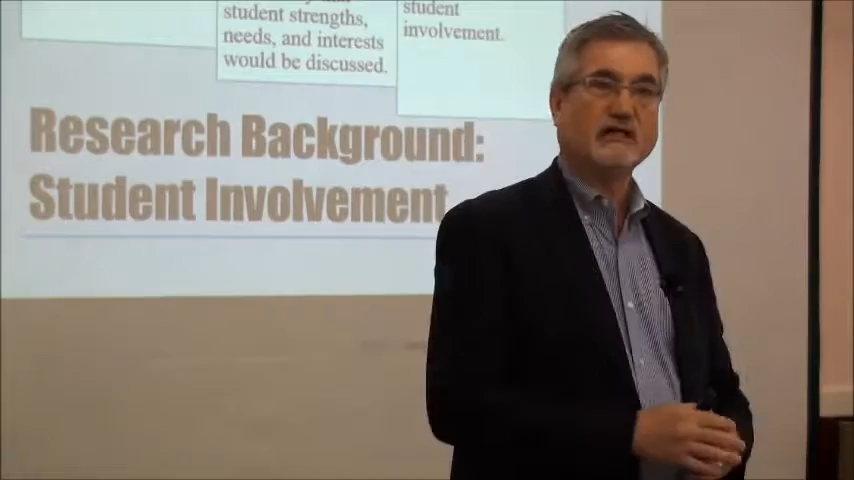 student strengths,
needs, and interests
would be discussed.
student
involvement.
Research Background:
Student Involvement